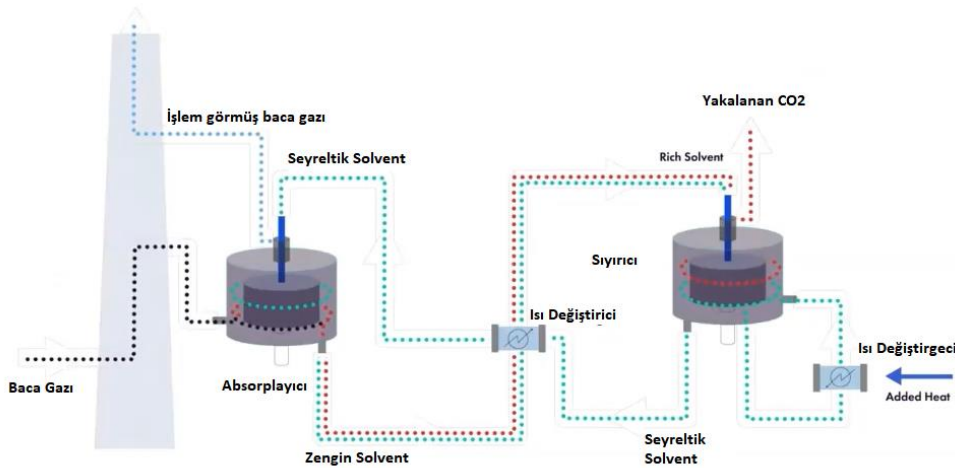 Yakalanan CO2
İşlem görmüş baca gazı
Seyreltik Solvent
Rich Solvent
Sıyırıcı
Isı Değiştirici
Isı Değiştirgeci
Baca Gazı
Absorplayıcı
Added Heat
Zengin Solvent
Seyreltik
Solvent